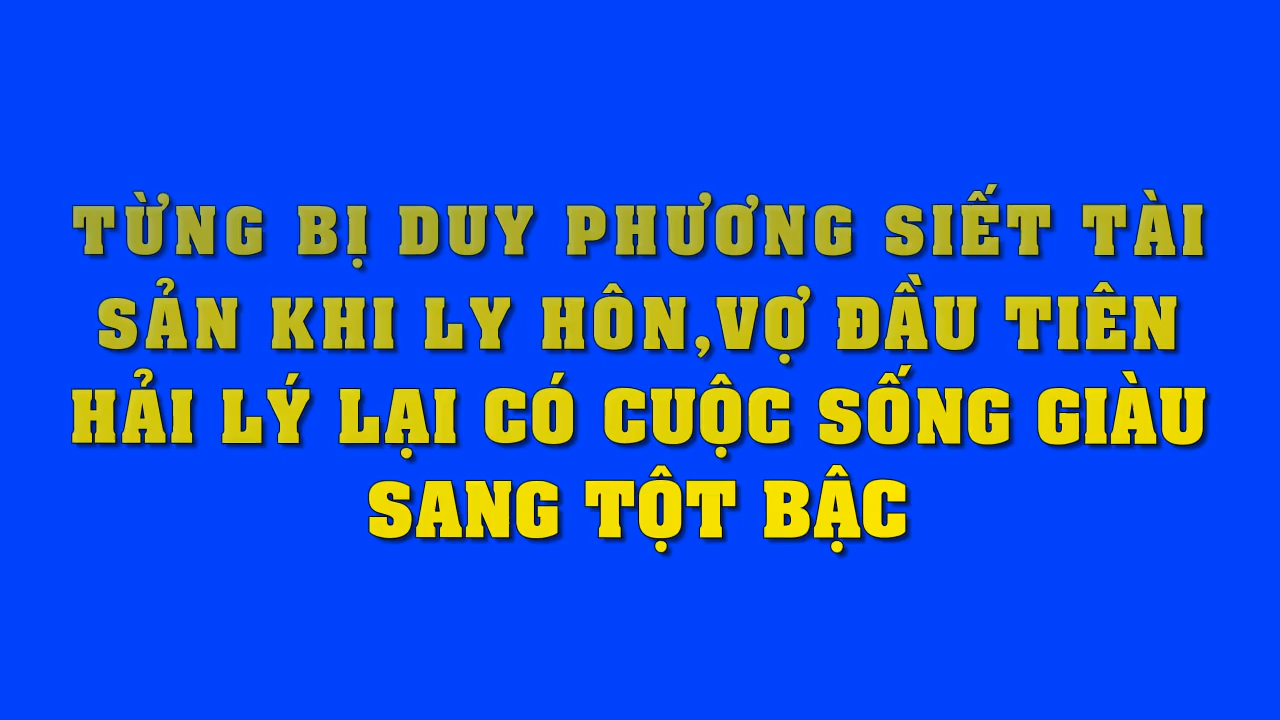 TỪNG BỊ DUY PHƯƠNG SIẾT TÀI
SẢN KHI LY HÔN,VỢ ĐẦU TIÊN
HẢI LÝ LẠI CÓ CUỘC SỐNG GIÀU
SANG TỘT BẬC